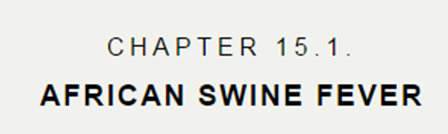 CHAPTER 15.1.
AFRICAN SWINE FEVER